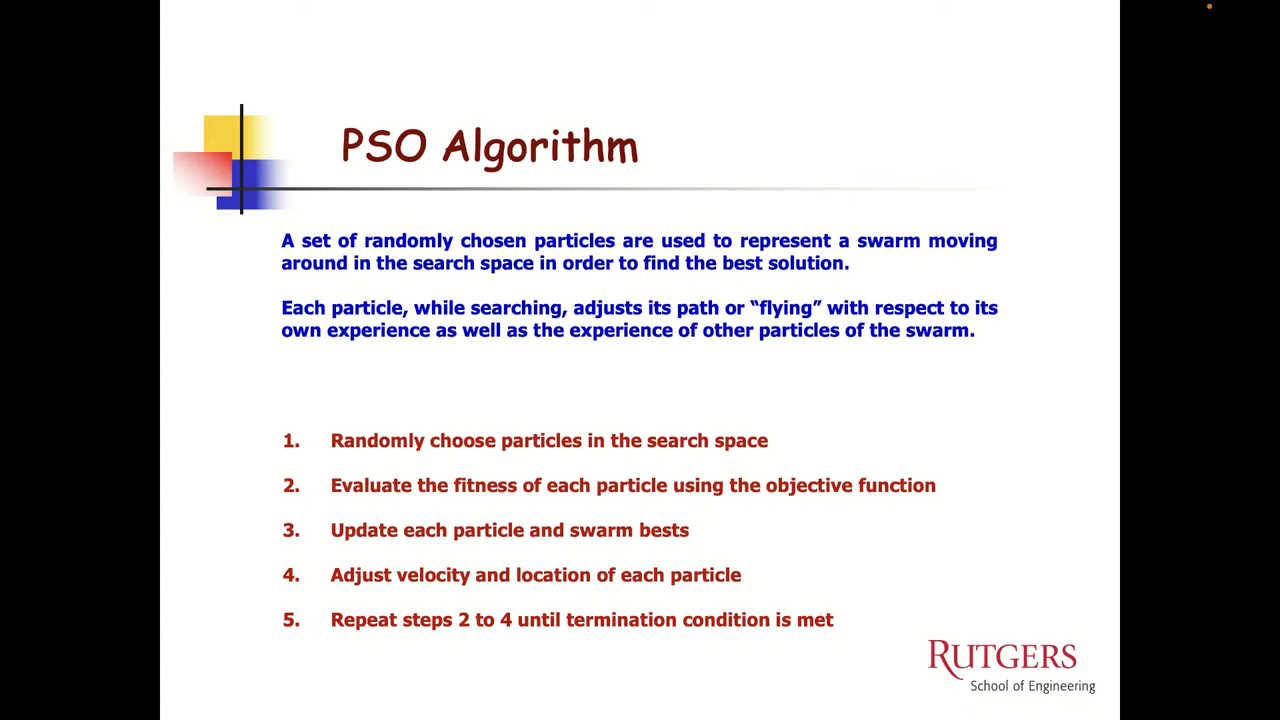 PSO Algorithm
A set of randomly chosen particles are used to represent a swarm moving
around in the search space in order to find the best solution.
Each particle, while searching, adjusts its path or “flying” with respect to its
own experience as well as the experience of other particles of the swarm.
1. Randomly choose particles in the search space
2. Evaluate the fitness of each particle using the objective function
3. Update each particle and swarm bests
4. Adjust velocity and location of each particle
5. Repeat steps 2 to 4 until termination condition is met
RUTGERS
School of Engineering